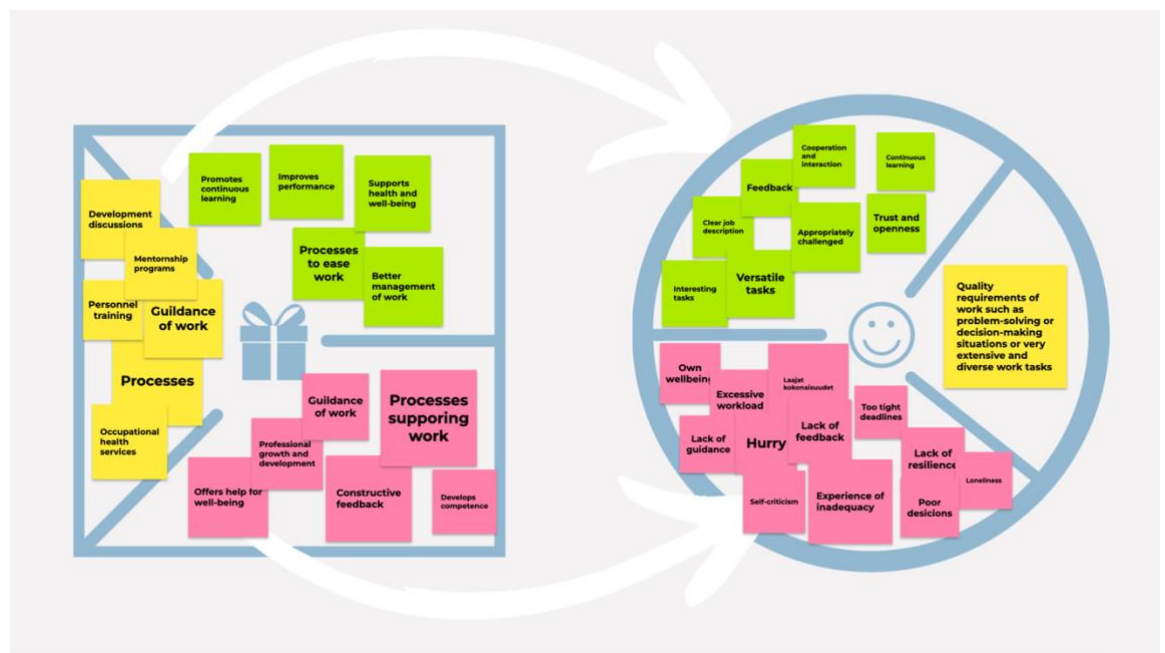 Development
discussions
Mentornship
programs
Personnel
training
Guildance
of work
Processes
Occupational
health
services
Promotes
continuous
learning
Improves
performance
Supports
health and
well-being
Processes
to ease
work
Better
management
of work
Guildance
of work
Processes
supporing
work
Professional
growth and
development
Offers help for
well-being
Constructive
feedback
Develops
competence
Cooperation
and
interaction
Continuous
learning
Feedback
Clear job
description
Appropriately
challenged
Trust and
openness
Interesting
tasks
Versatile
tasks
Quality
requirements of
work such as
problem-solving or
decision-making
situations or very
extensive and
diverse work tasks
Own
wellbeing
Excessive
workload
Laajat
kokonaisuudet
Too tight
deadlines
Lack of
guidance
Hurry
Lack of
feedback
Lack of
resilience
Loneliness
Self-criticism
Experience of
inadequacy
Poor
desicions